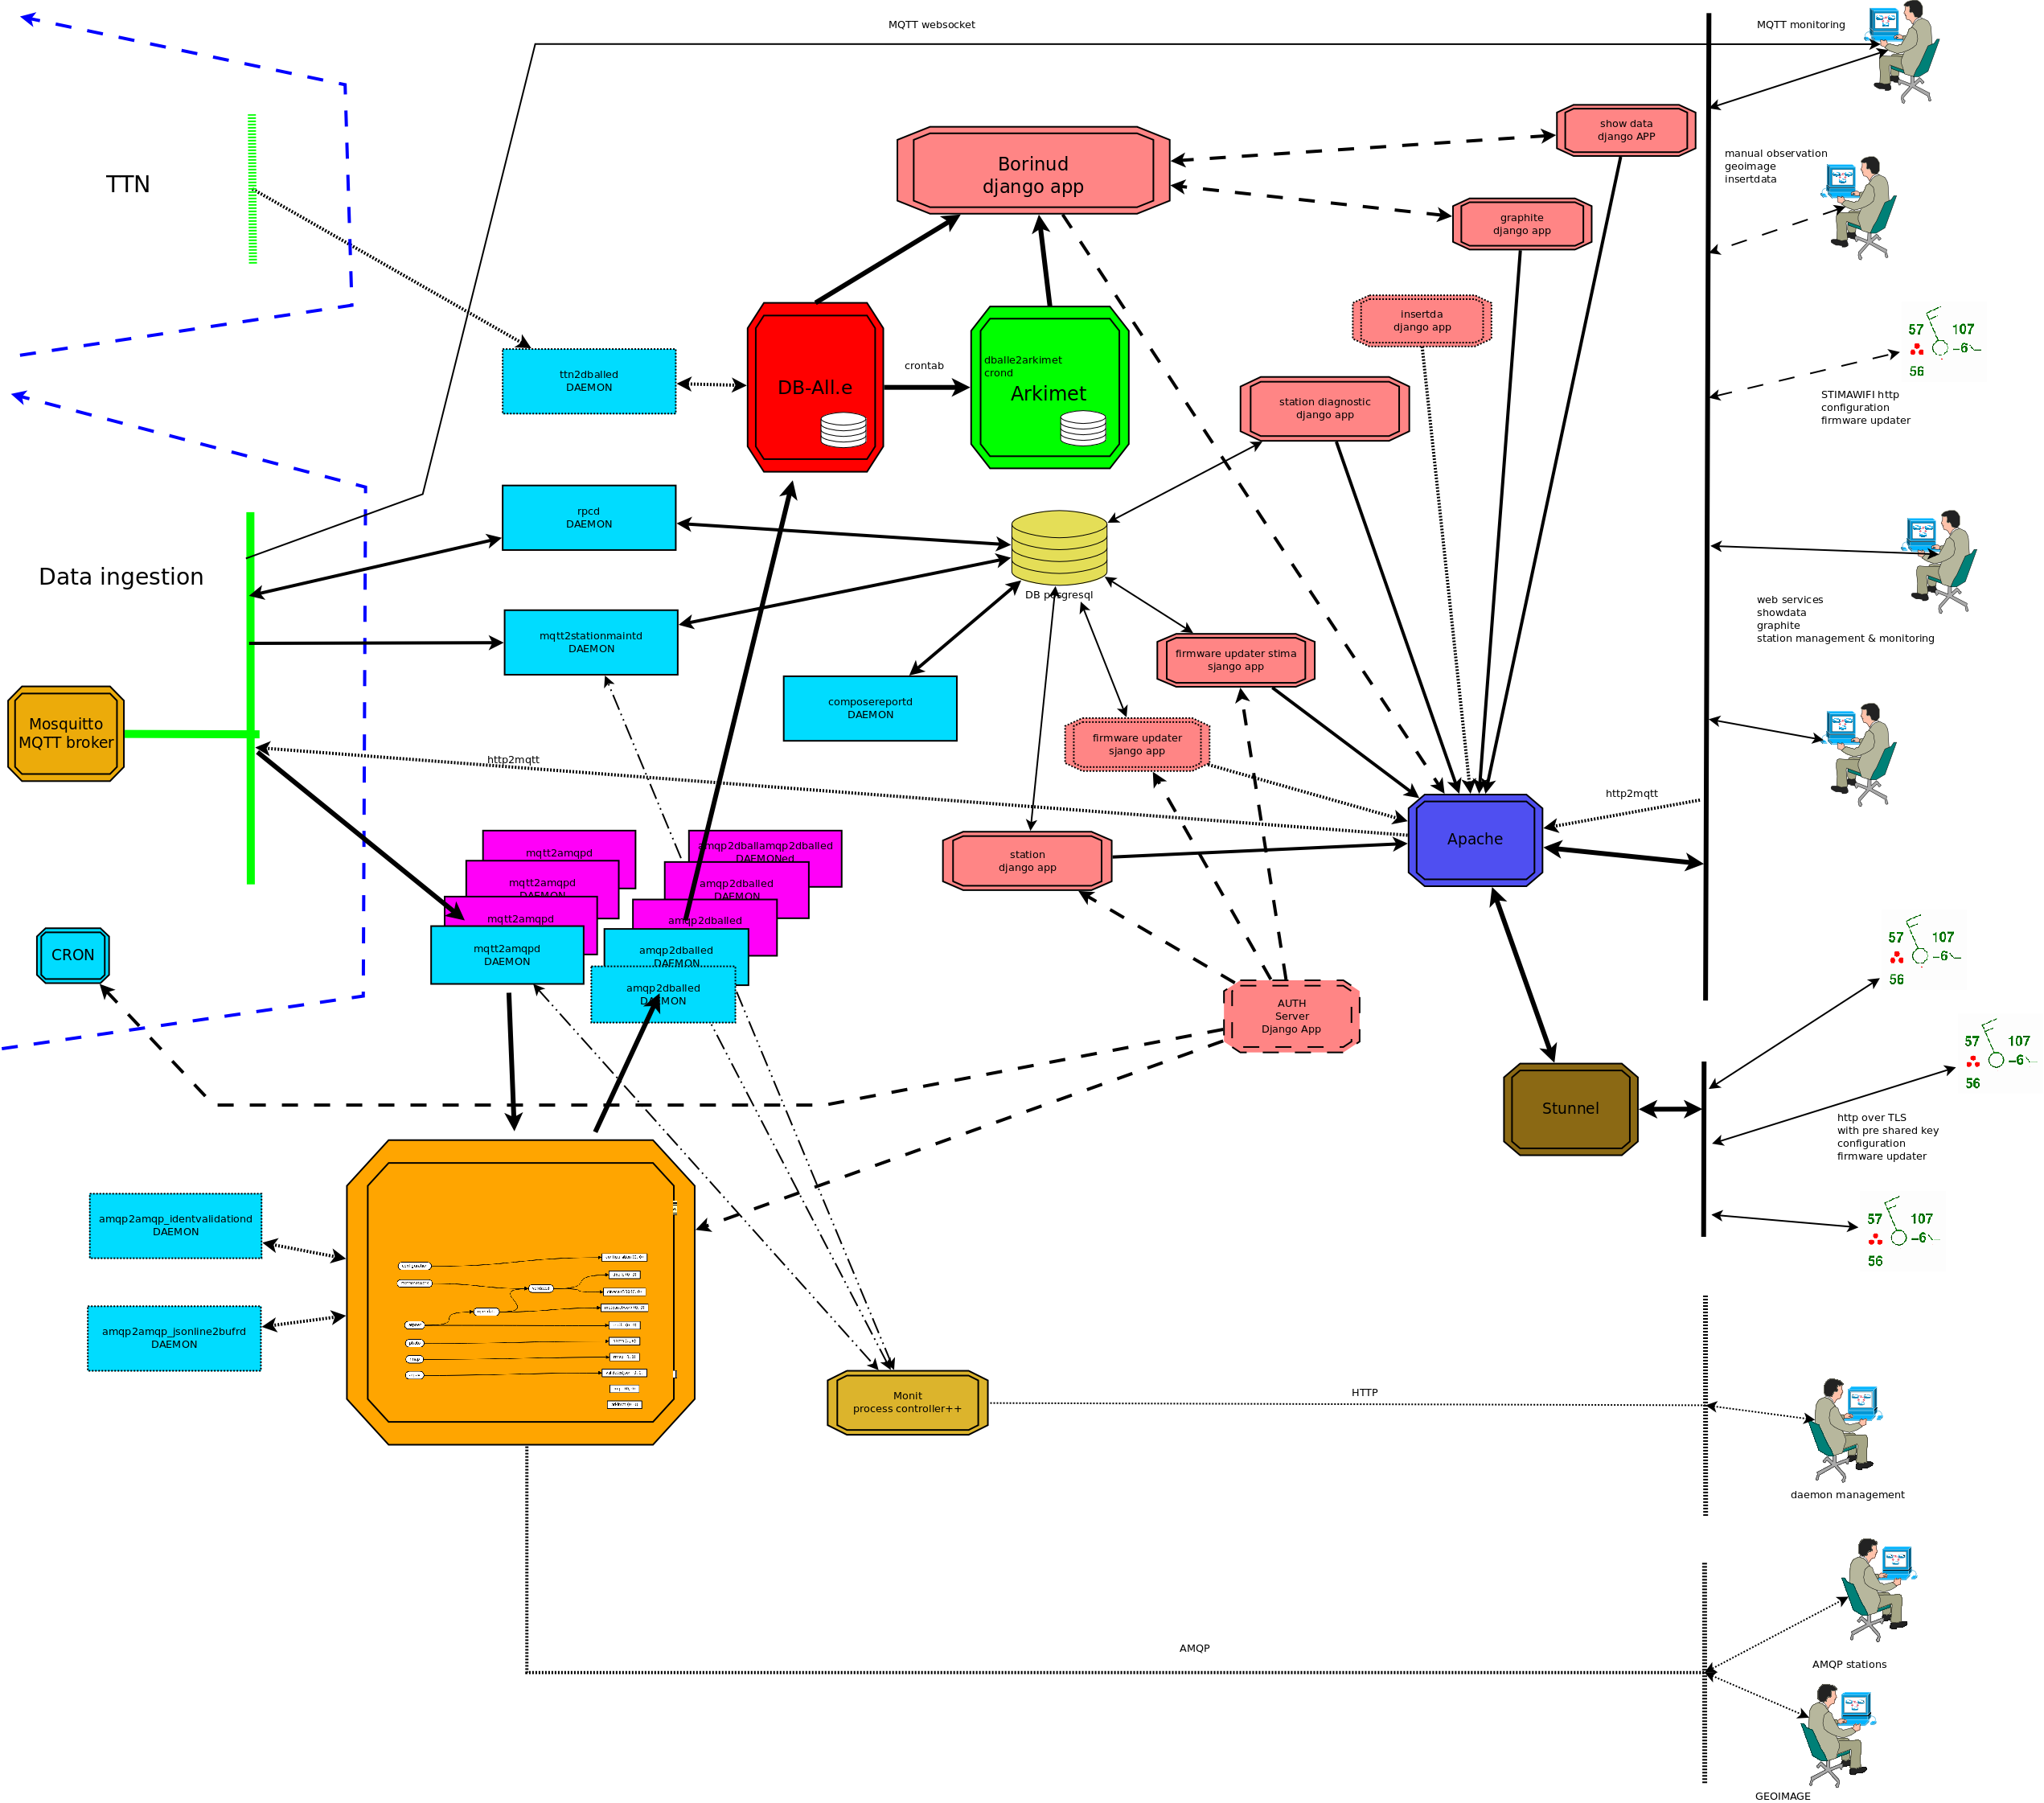 MQTT websocket
MQTT monitoring
show data
django APP
manual observation
geoimage
insertdata
Borinud
django app
TTN
graphite
django app
insertda
django app
57
107
-6
56
dballe2arkimet
crond
Arkimet
crontab
DB-All.e
ttn2dballed
DAEMON
station diagnostic
django app
STIMAWIFI http
configuration
firmware updater
rpcd
DAEMON
Data ingestion
DB posgresql
web services
showdata
graphite
station management & monitoring
mqtt2stationmaintd
DAEMON
firmware updater stima
sjango app
composereportd
DAEMON
Mosquitto
MQTT broker
firmware updater
sjango app
http2mqtt
http2mqtt
Apache
mqtt2amqpd
mqtt2amqpd
DAEMON
mqtt2amqpd
mqtt2amqpd
DAEMON
amqp2dballamqp2dballed
DAEMONed
amqp2dballed
DAEMON
amqp2dballed
amqp2dballed
DAEMON
amqp2dballed
DAEMON
station
django app
CRON
57
107
-6
56
AUTH
Server
Django App
57
107
-6
56
Stunnel
http over TLS
with pre shared key
configuration
firmware updater
57
107
-6
56
amqp2amqp_identvalidationd
DAEMON
amqp2amqp_jsonline2bufrd
DAEMON
Monit
process controller++
HTTP
daemon management
AMQP
AMQP stations
GEOIMAGE